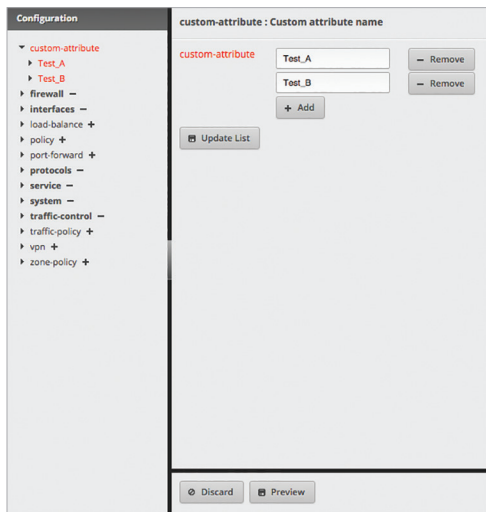 Configuration
custom-attribute
Test_A
Test_B
firewall −
interfaces −
load-balance +
policy +
port-forward +
protocols −
service −
system −
traffic-control −
traffic-policy +
vpn +
zone-policy +
custom-attribute : Custom attribute name
custom-attribute Test_A − Remove
Test_B − Remove
+ Add
Update List
Discard Preview